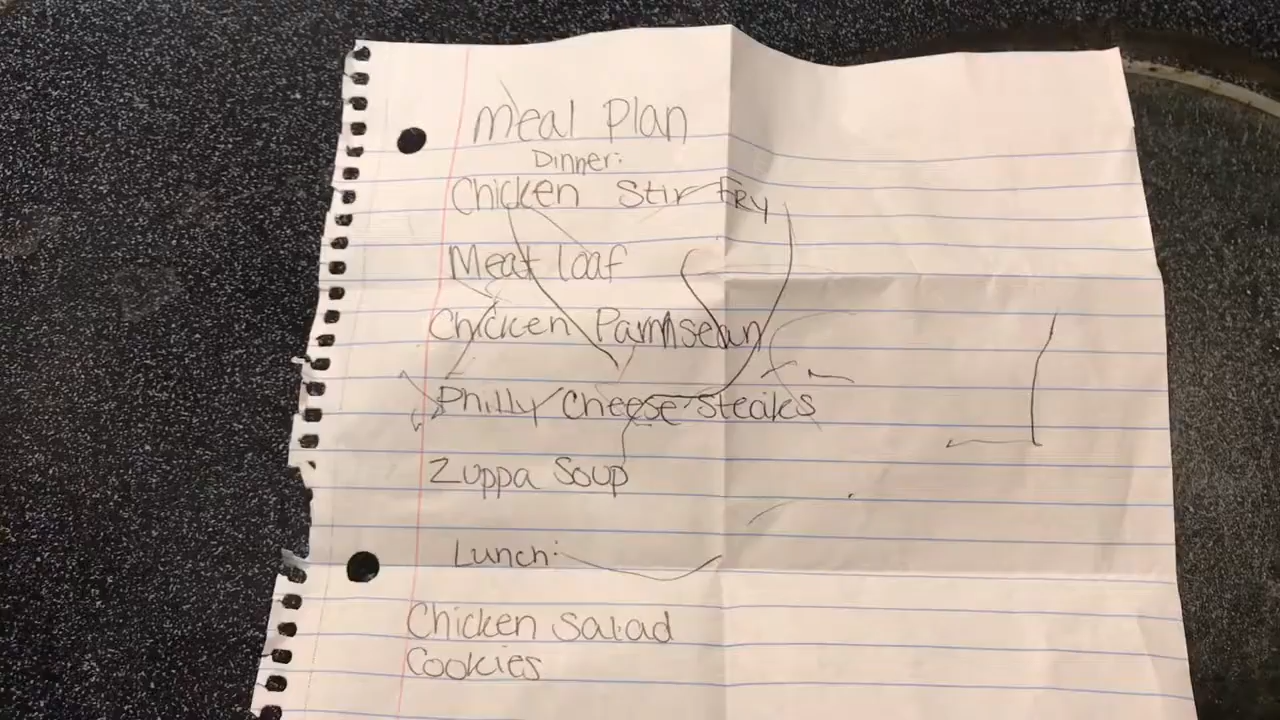 Meal Plan
Dinner:
Chicken Stir FRY
Meat loaf
Chicken Parmsean
Philly Cheese steaks
Zuppa Soup
Lunch:
Chicken Salad
Cookies